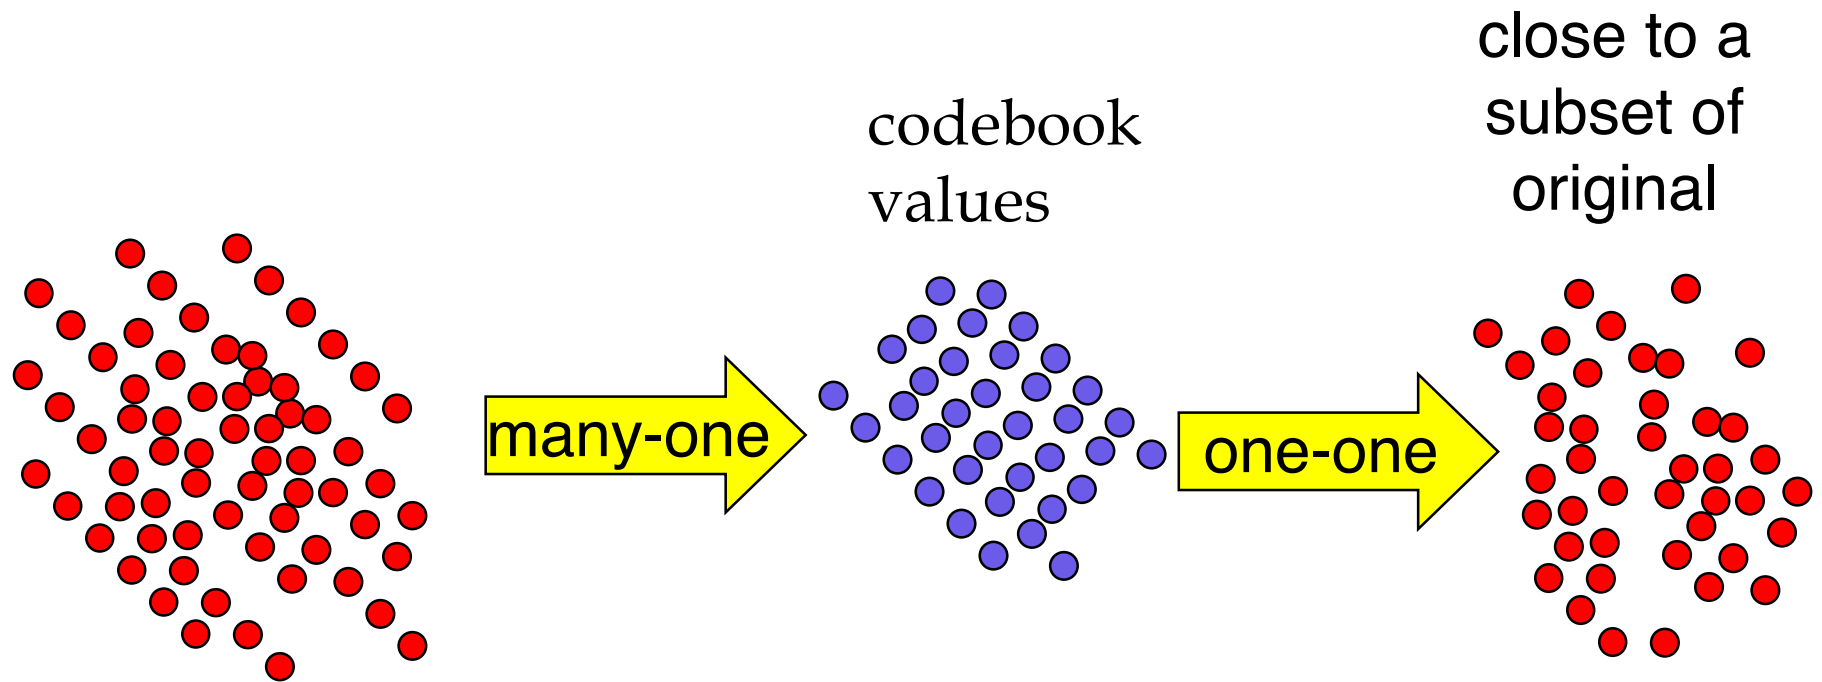 many-one
codebook
values
one-one
close to a
subset of
original